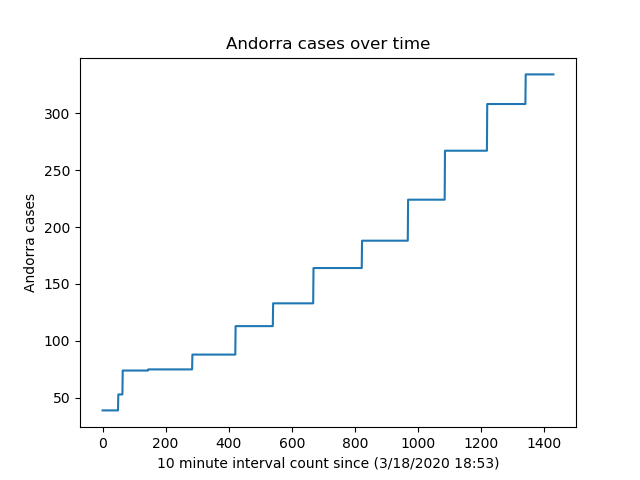 Andorra cases over time
300
250
200
150
100
50
Andorra cases
0 200 400 600 800 1000 1200 1400
10 minute interval count since (3/18/2020 18:53)